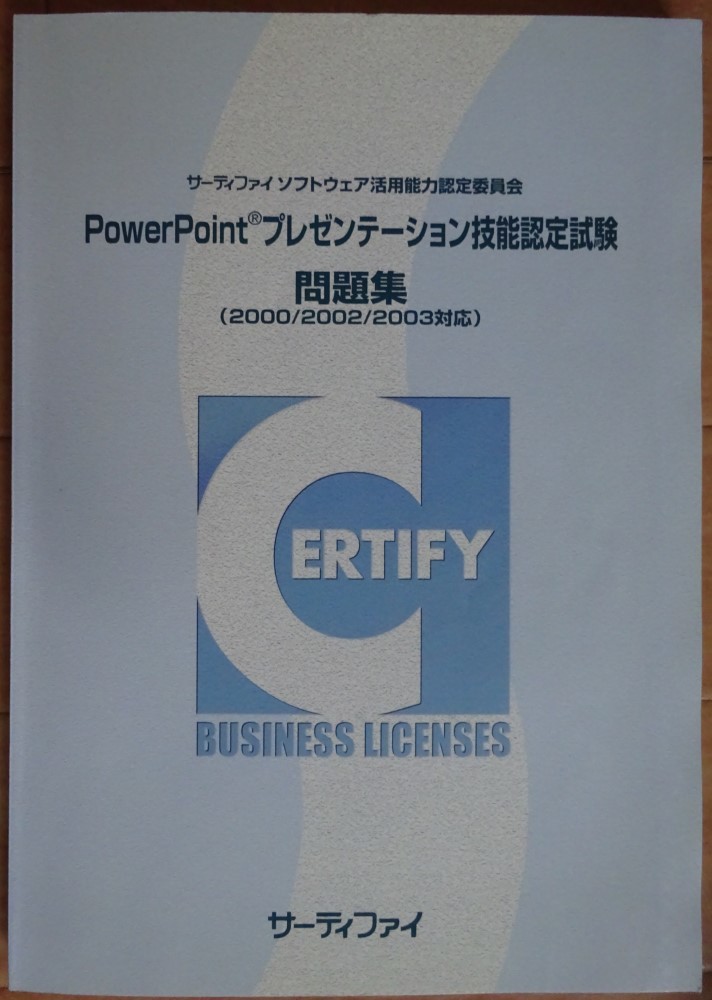 サーティファイ ソフトウェア活用能力認定委員会
PowerPoint®プレゼンテーション技能認定試験
問題集
(2000/2002/2003対応)
CERTIFY
BUSINESS LICENSES
サーティファイ